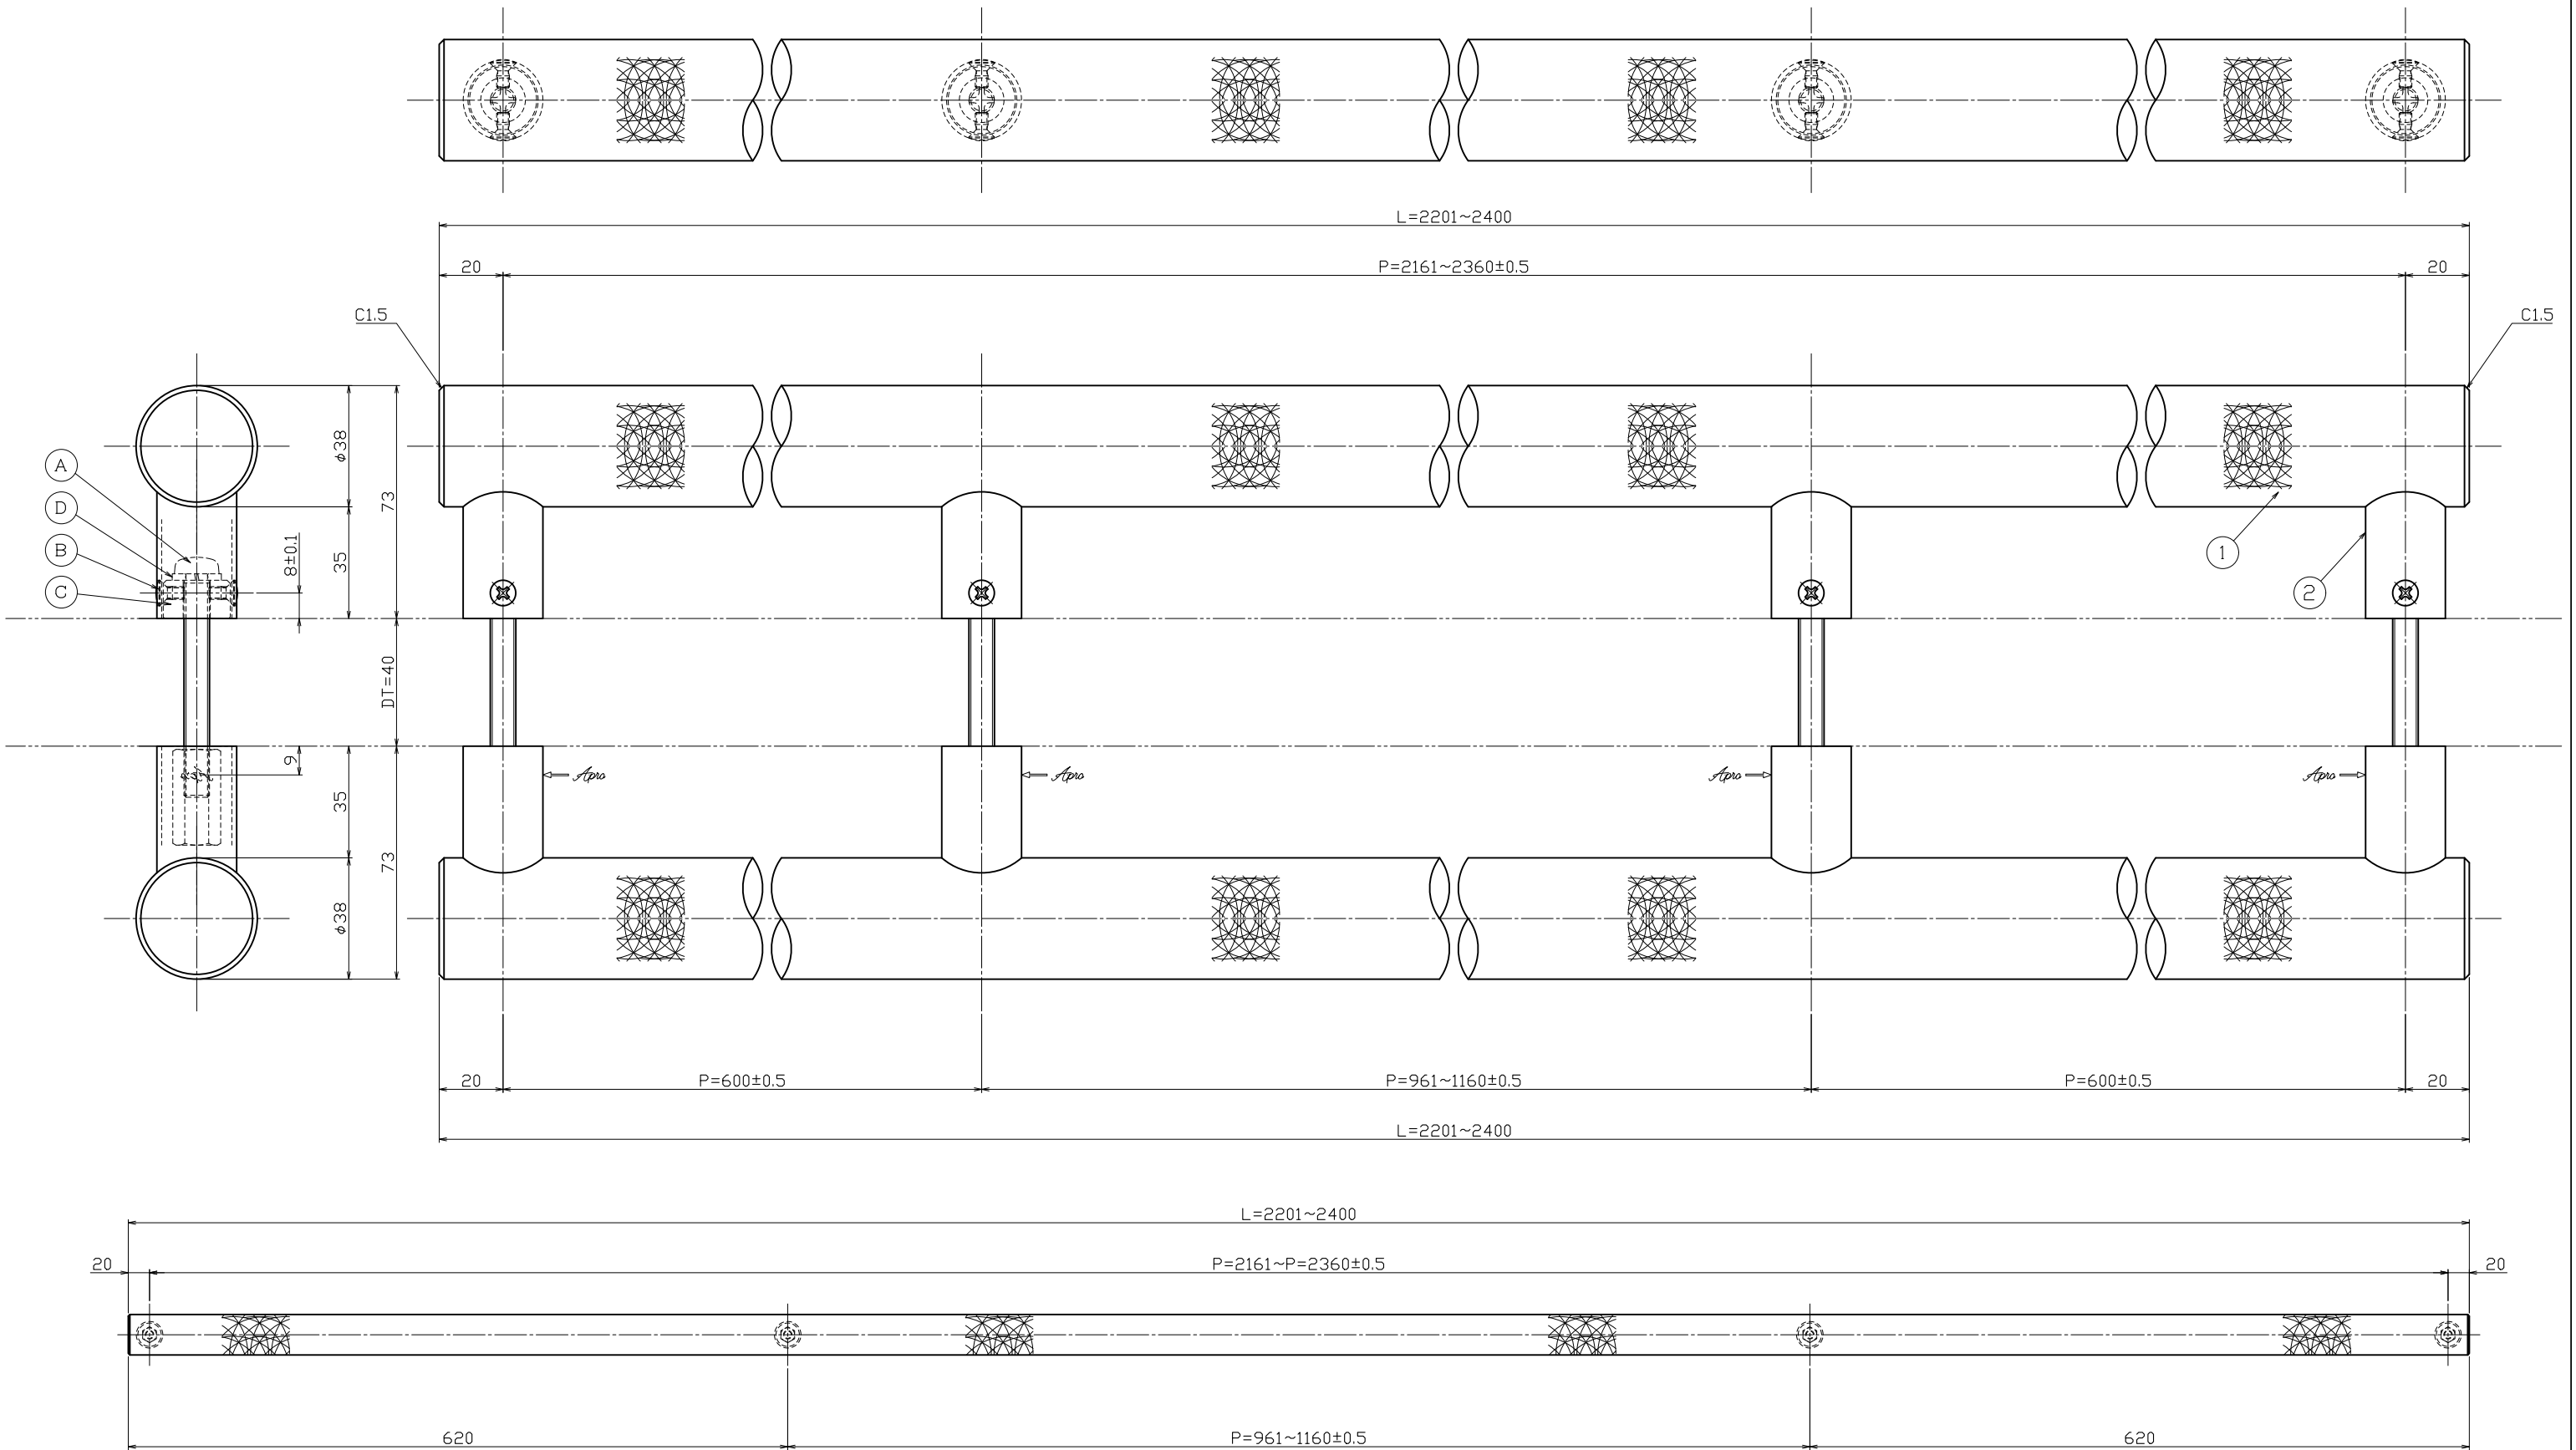 L=2201~2400
20
P=2161~2360±0.5
20
C1.5
C1.5
A
D
B
C
φ38
73
35
8±0.1
1
2
DT=40
9
35
73
φ38
Apro
Apro
Apro
Apro
20
P=600±0.5
P=961~1160±0.5
P=600±0.5
20
L=2201~2400
L=2201~2400
20
P=2161~P=2360±0.5
20
620
P=961~1160±0.5
620